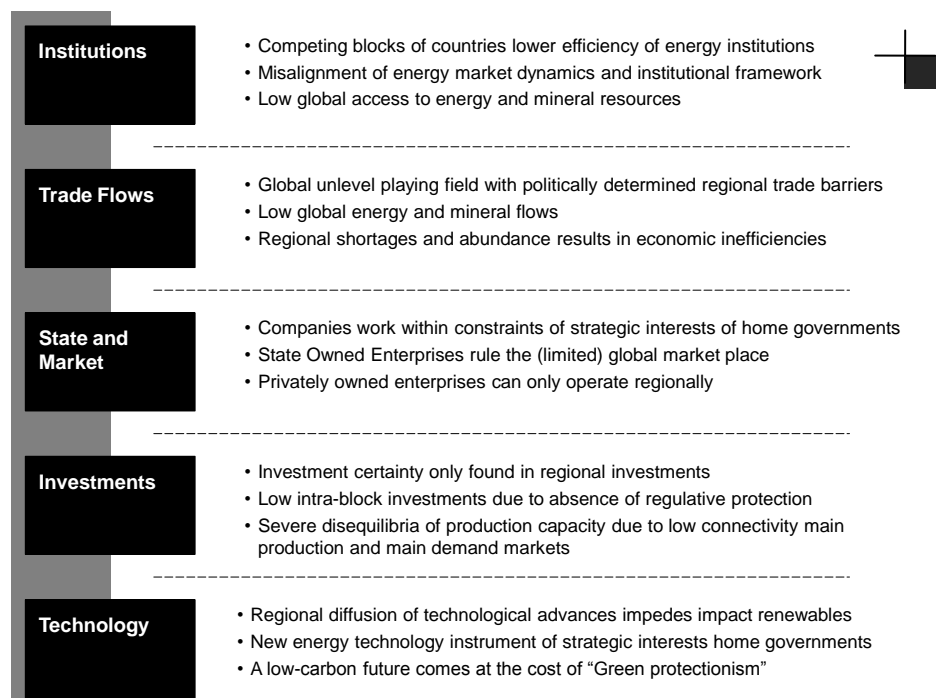 Institutions
• Competing blocks of countries lower efficiency of energy institutions
• Misalignment of energy market dynamics and institutional framework
• Low global access to energy and mineral resources
Trade Flows
• Global unlevel playing field with politically determined regional trade barriers
• Low global energy and mineral flows
• Regional shortages and abundance results in economic inefficiencies
State and
Market
• Companies work within constraints of strategic interests of home governments
• State Owned Enterprises rule the (limited) global market place
• Privately owned enterprises can only operate regionally
Investments
• Investment certainty only found in regional investments
• Low intra-block investments due to absence of regulative protection
• Severe disequilibria of production capacity due to low connectivity main
production and main demand markets
Technology
• Regional diffusion of technological advances impedes impact renewables
• New energy technology instrument of strategic interests home governments
• A low-carbon future comes at the cost of “Green protectionism”